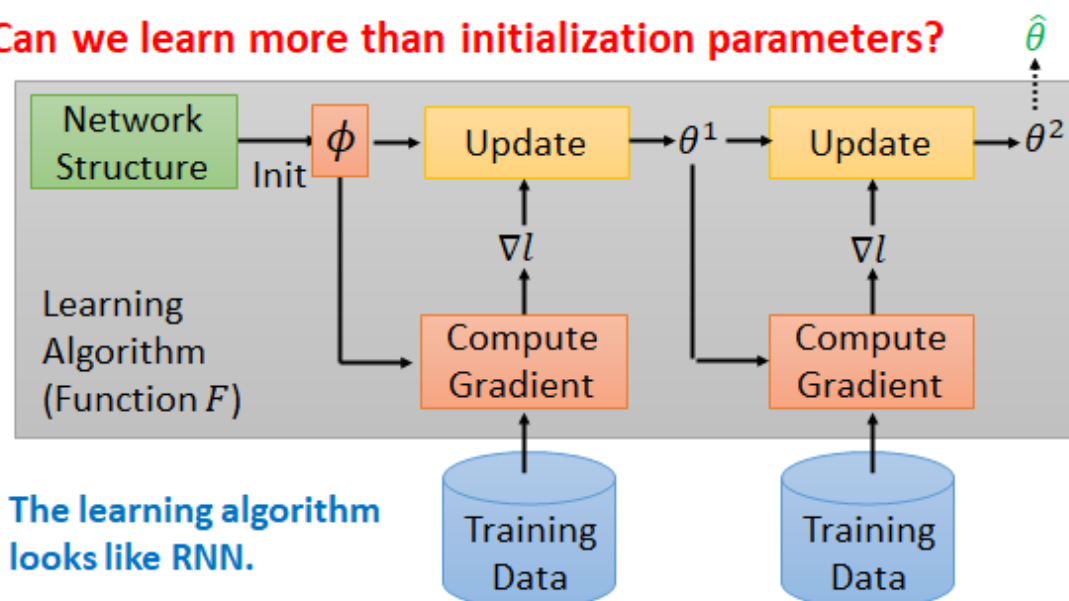 Can we learn more than initialization parameters?
θ̂
Network
Structure
Init
ϕ
Update
θ¹
Update
θ²
∇l
∇l
Learning
Algorithm
(Function F)
Compute
Gradient
Compute
Gradient
The learning algorithm
looks like RNN.
Training
Data
Training
Data